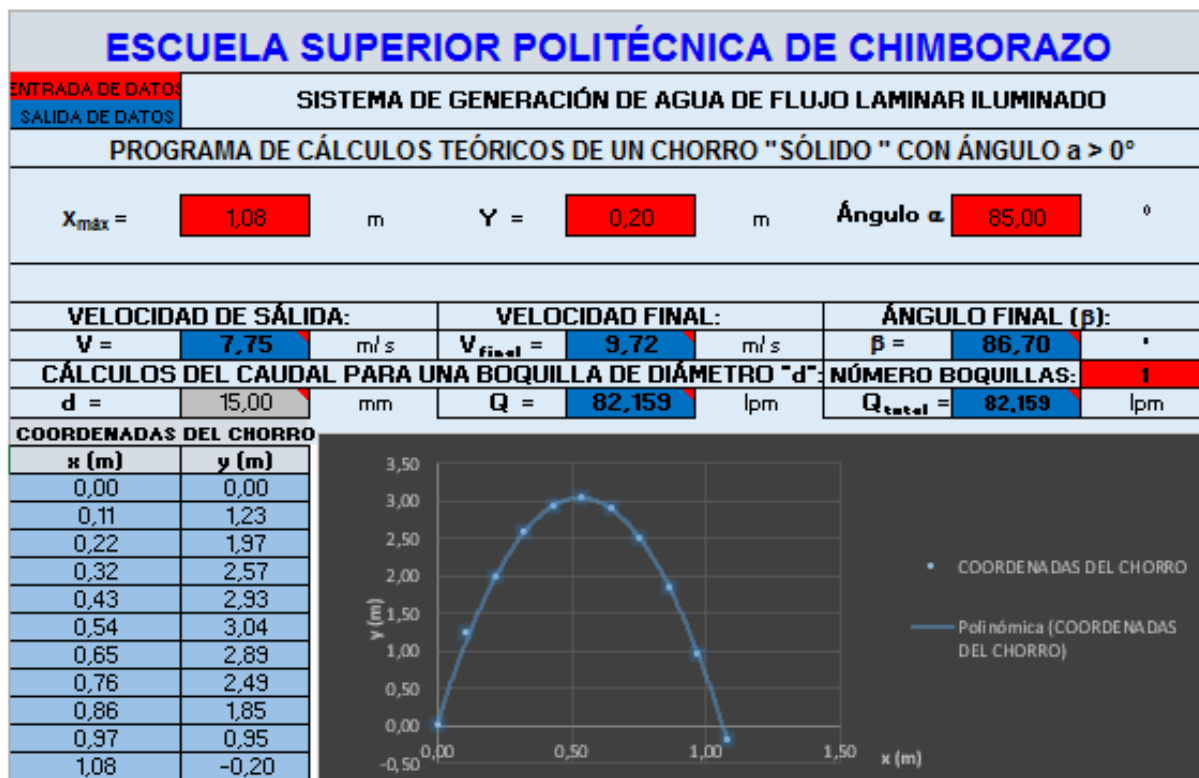 ESCUELA SUPERIOR POLITÉCNICA DE CHIMBORAZO
ENTRADA DE DATOS
SALIDA DE DATOS
SISTEMA DE GENERACIÓN DE AGUA DE FLUJO LAMINAR ILUMINADO
PROGRAMA DE CÁLCULOS TEÓRICOS DE UN CHORRO "SÓLIDO " CON ÁNGULO a > 0°
Xmáx = 1,08 m Y = 0,20 m Ángulo α 85,00 °
VELOCIDAD DE SÁLIDA: VELOCIDAD FINAL: ÁNGULO FINAL (β):
V = 7,75 m/s Vfinal = 9,72 m/s β = 86,70 °
CÁLCULOS DEL CAUDAL PARA UNA BOQUILLA DE DIÁMETRO "d": NÚMERO BOQUILLAS: 1
d = 15,00 mm Q = 82,159 lpm Qtotal = 82,159 lpm
COORDENADAS DEL CHORRO
x (m) y (m)
0,00 0,00
0,11 1,23
0,22 1,97
0,32 2,57
0,43 2,93
0,54 3,04
0,65 2,89
0,76 2,49
0,86 1,85
0,97 0,95
1,08 -0,20
3,50
3,00
2,50
2,00
1,50
1,00
0,50
0,00
-0,50
y (m)
0,00 0,50 1,00 1,50
x (m)
COORDENADAS DEL CHORRO
Polinómica (COORDENADAS
DEL CHORRO)